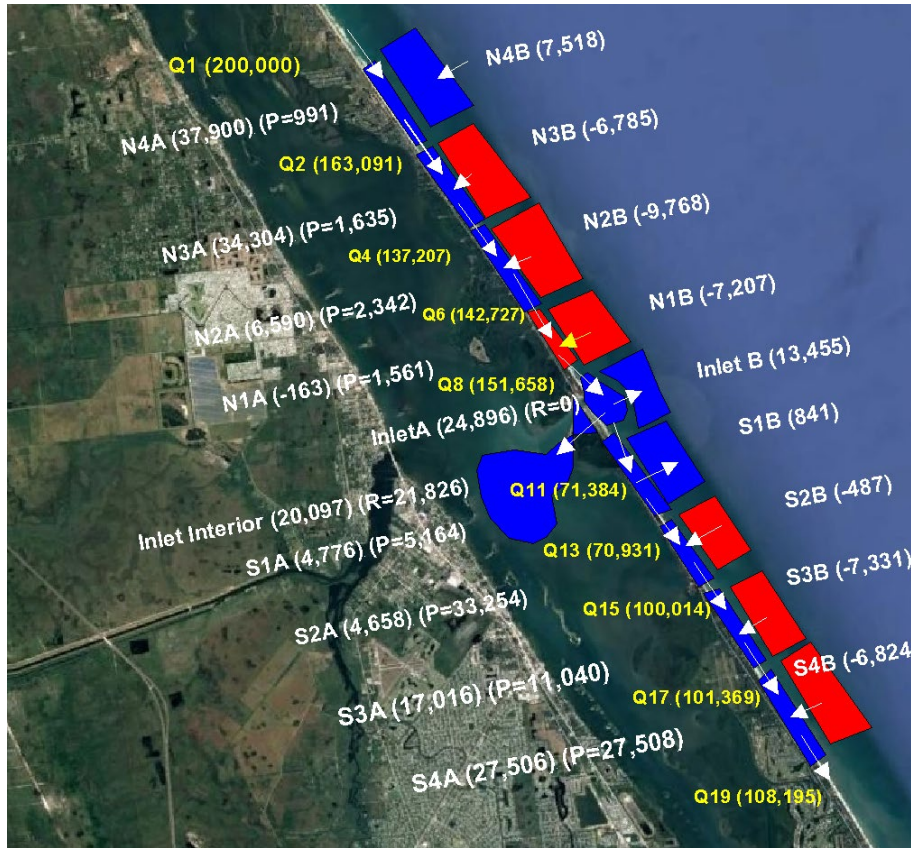 N4B (7,518)
Q1 (200,000)
N4A (37,900) (P=991)
N3B (-6,785)
Q2 (163,091)
N2B (-9,768)
N3A (34,304) (P=1,635)
Q4 (137,207)
N1B (-7,207)
N2A (6,590) (P=2,342)
Q6 (142,727)
Inlet B (13,455)
N1A (-163) (P=1,561)
Q8 (151,658)
S1B (841)
InletA (24,896) (R=0)
S2B (-487)
Inlet Interior (20,097) (R=21,826)
Q11 (71,384)
S3B (-7,331)
S1A (4,776) (P=5,164)
Q13 (70,931)
S2A (4,658) (P=33,254)
Q15 (100,014)
S4B (-6,824
S3A (17,016) (P=11,040)
Q17 (101,369)
S4A (27,506) (P=27,508)
Q19 (108,195)